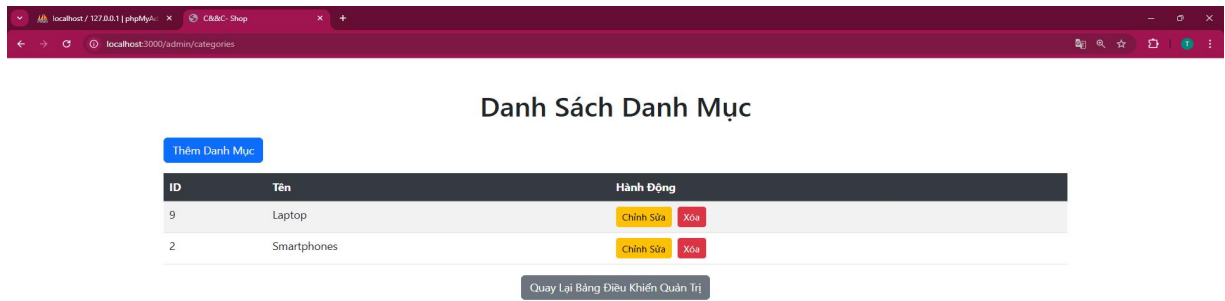 localhost / 127.0.0.1 | phpMyAd
C&&C- Shop
localhost:3000/admin/categories
T
Danh Sách Danh Mục
Thêm Danh Mục
ID Tên Hành Động
9 Laptop Chỉnh Sửa Xóa
2 Smartphones Chỉnh Sửa Xóa
Quay Lại Bảng Điều Khiển Quản Trị